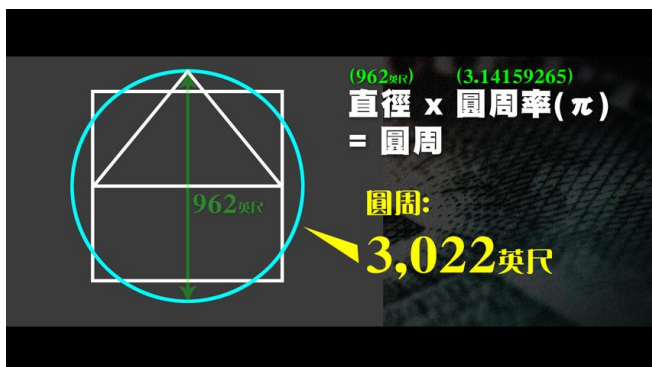 (962英尺) (3.14159265)
直徑 x 圓周率(π)
= 圓周
962英尺
圓周:
3,022英尺